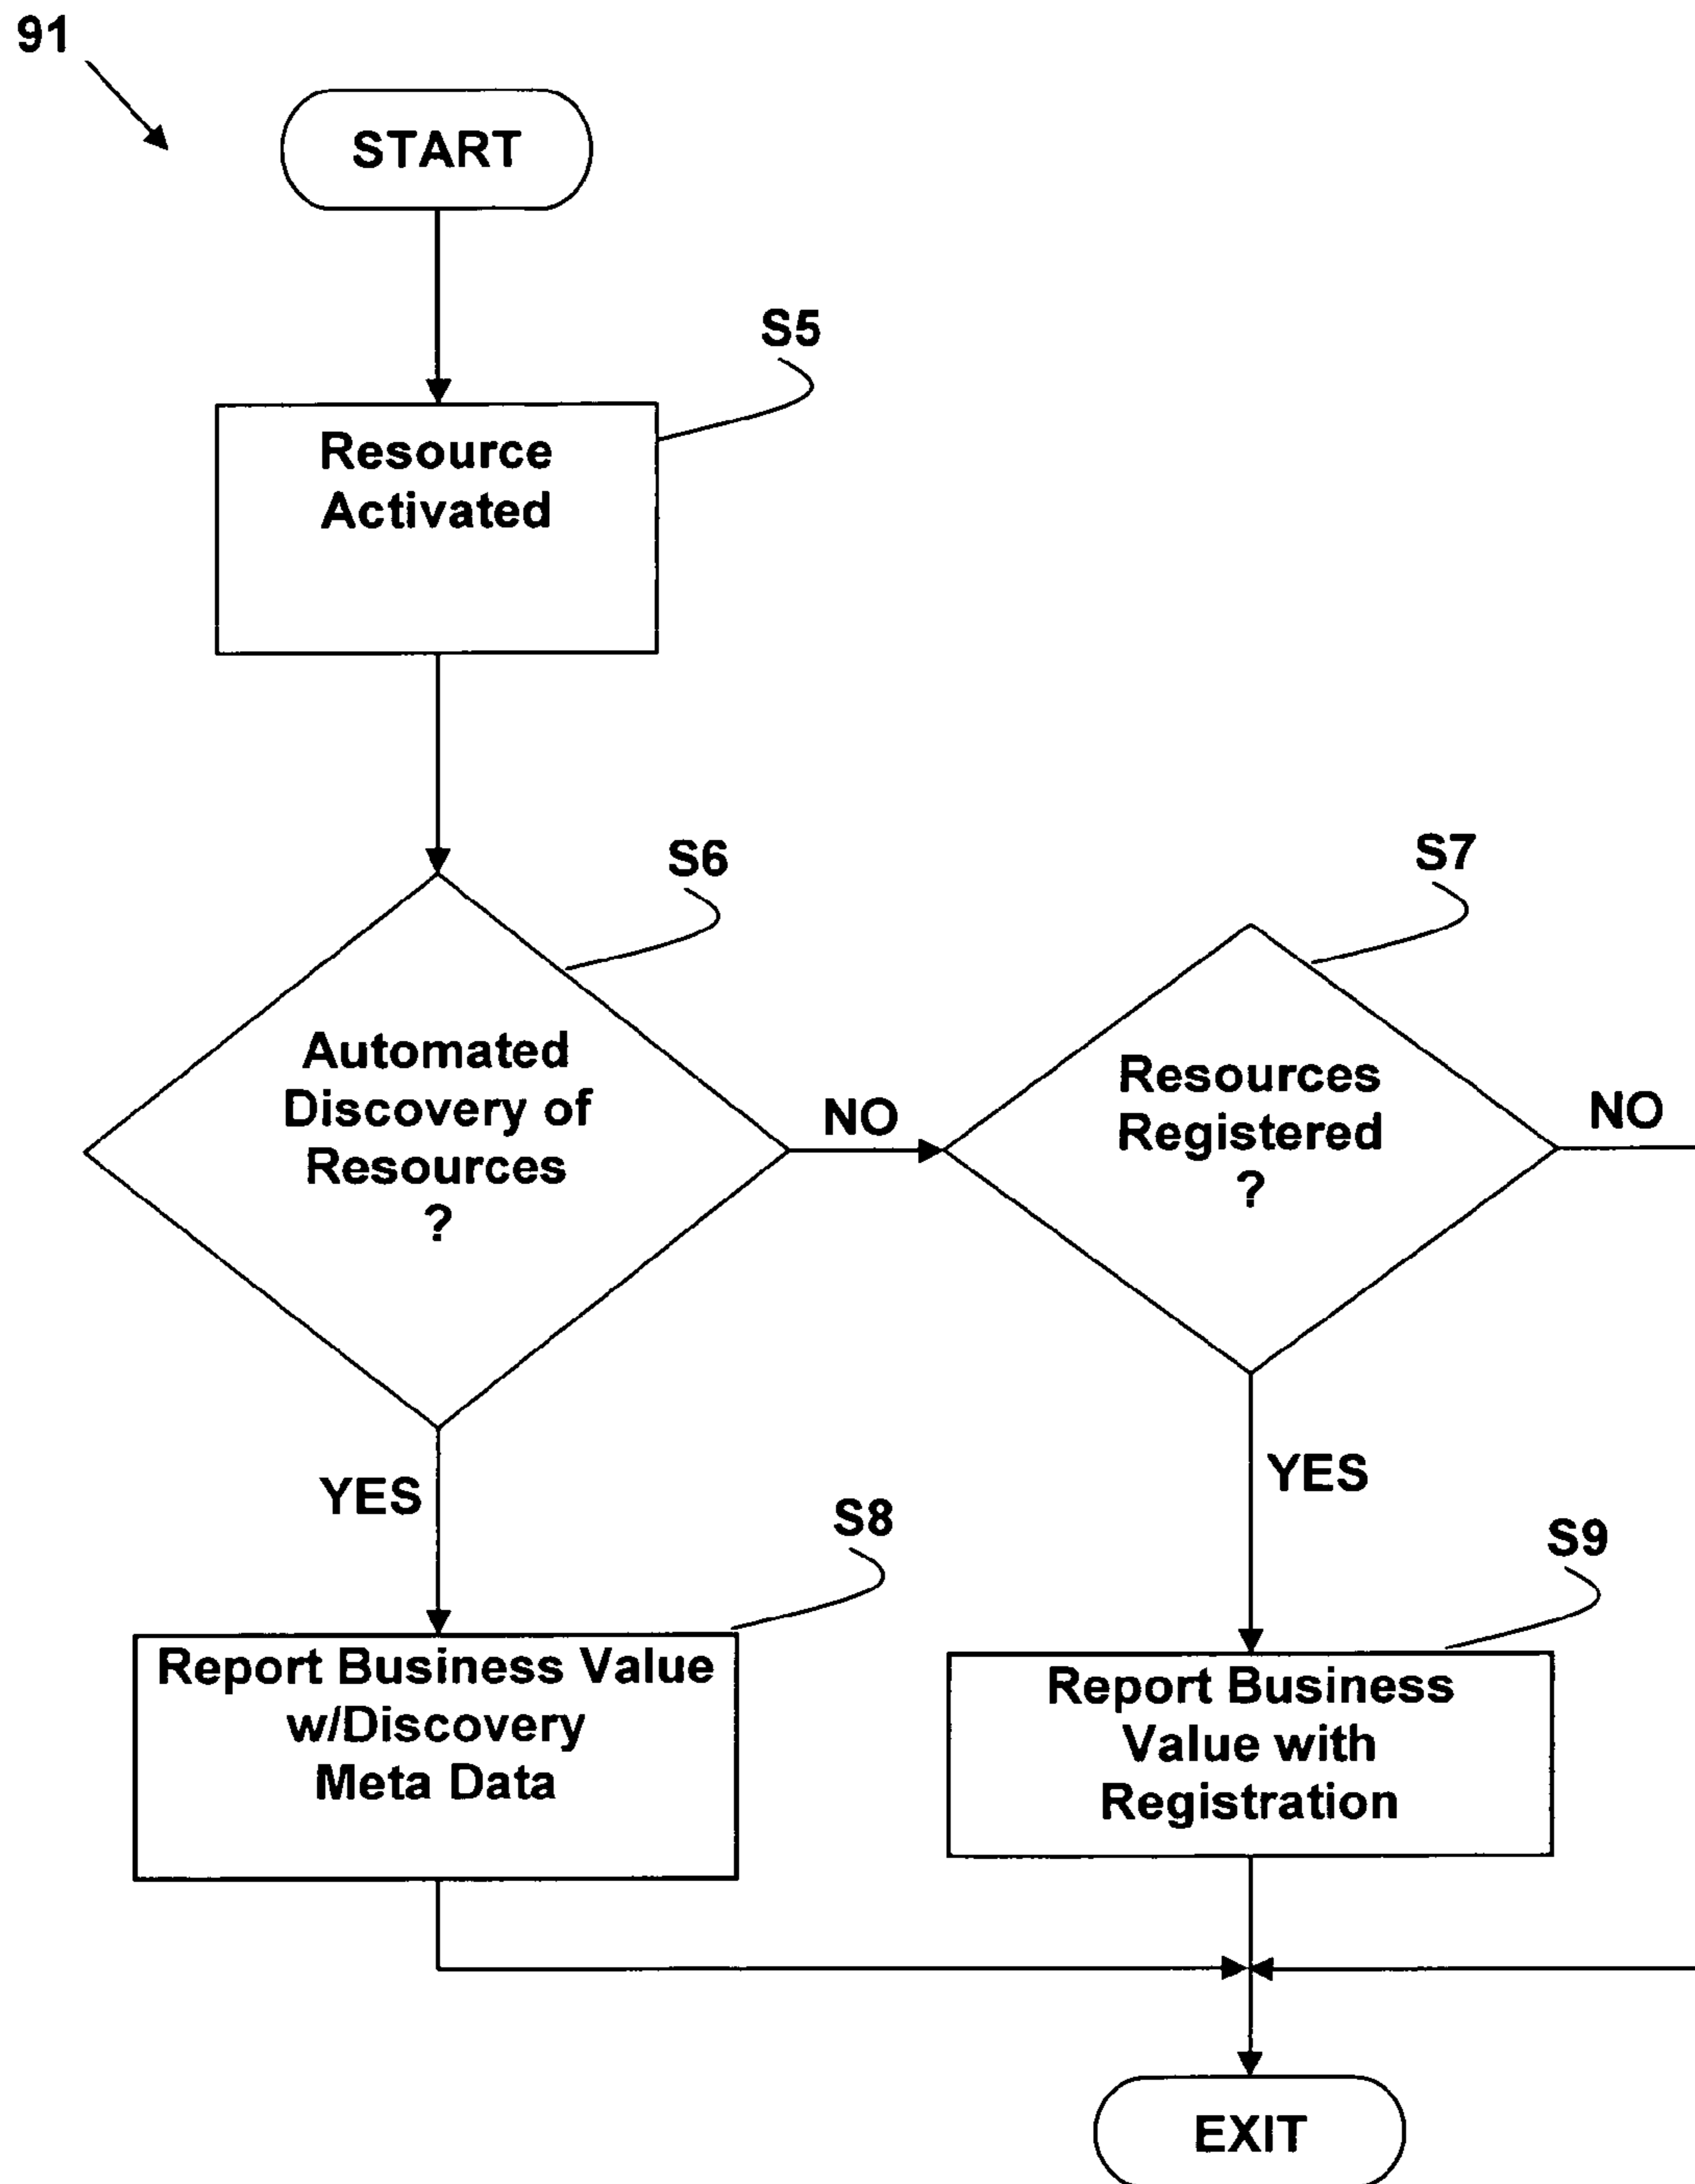 91
START
S5
Resource
Activated
S6
S7
Automated
Discovery of
Resources
?
NO
Resources
Registered
?
NO
YES
YES
S8
S9
Report Business Value
w/Discovery
Meta Data
Report Business
Value with
Registration
EXIT